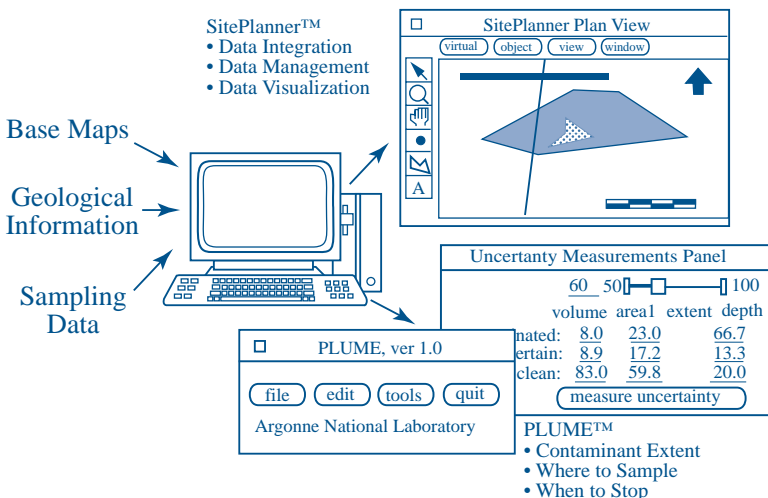 SitePlanner™
• Data Integration
• Data Management
• Data Visualization
SitePlanner Plan View
virtual object view window
A
Base Maps
Geological
Information
Sampling
Data
Uncertanty Measurements Panel
60 50 100
volume area1 extent depth
nated: 8.0 23.0 66.7
ertain: 8.9 17.2 13.3
clean: 83.0 59.8 20.0
measure uncertainty
PLUME, ver 1.0
file edit tools quit
Argonne National Laboratory
PLUME™
• Contaminant Extent
• Where to Sample
• When to Stop